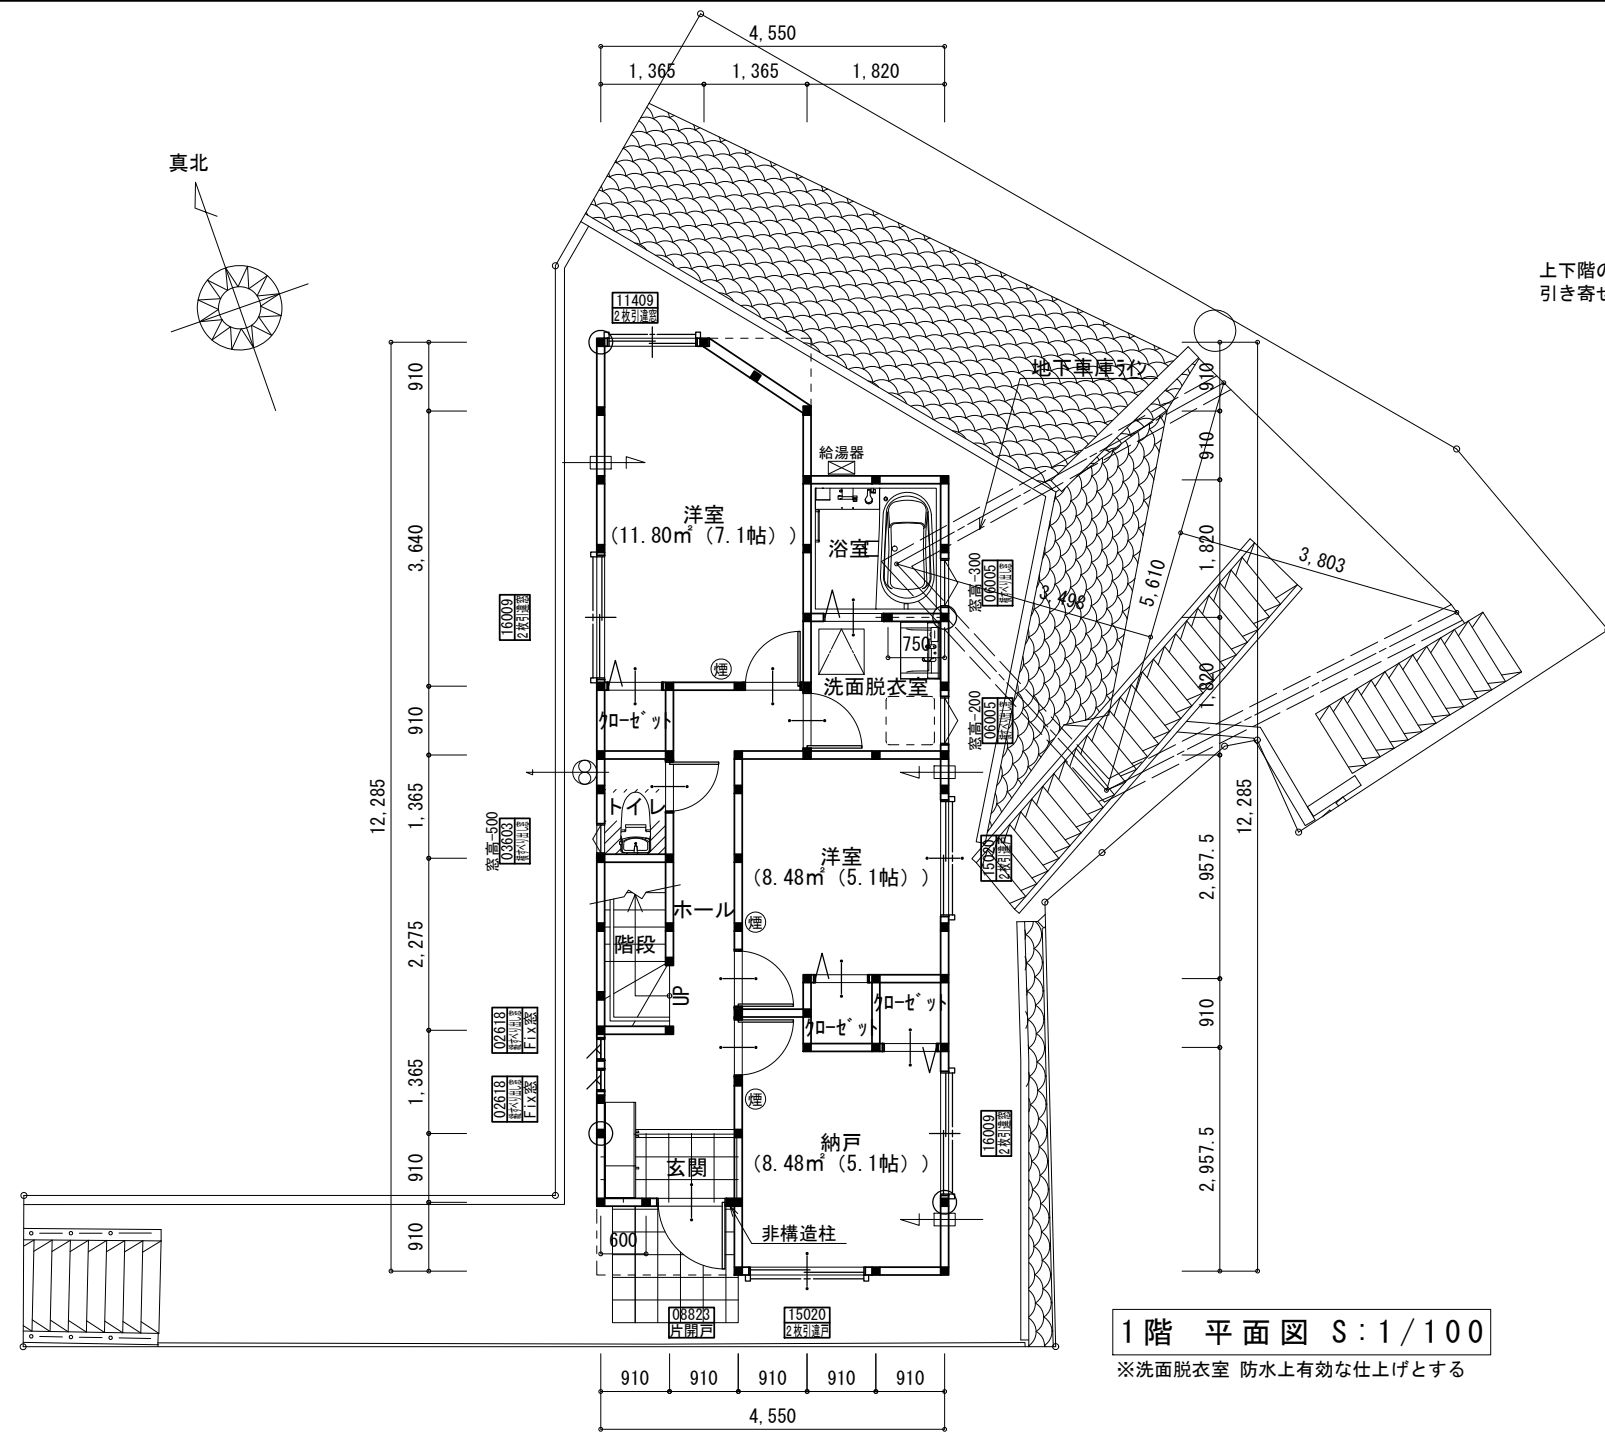 4,550
1,365
1,365
1,820
真北
上下階の
引き寄せ
11409
2枚引違窓
地下車庫ﾗｲﾝ
910
910
1,820
1,820
2,957.5
910
2,957.5
12,285
910
3,640
910
1,365
2,275
1,365
910
910
12,285
給湯器
洋室
(11.80㎡ (7.1帖) )
浴室
窓高-300
06005
3,498
5,610
3,803
16009
2枚引違窓
750
煙
洗面脱衣室
クローゼット
窓高-200
06005
トイレ
窓高-500
03603
洋室
(8.48㎡ (5.1帖) )
15020
2枚引違戸
ホール
煙
階段
UP
クローゼット
クローゼット
02618
Fix窓
02618
Fix窓
煙
納戸
(8.48㎡ (5.1帖) )
16009
2枚引違窓
玄関
非構造柱
600
08823
片開戸
15020
2枚引違戸
1階 平面図 S:1/100
※洗面脱衣室 防水上有効な仕上げとする
910
910
910
910
910
4,550